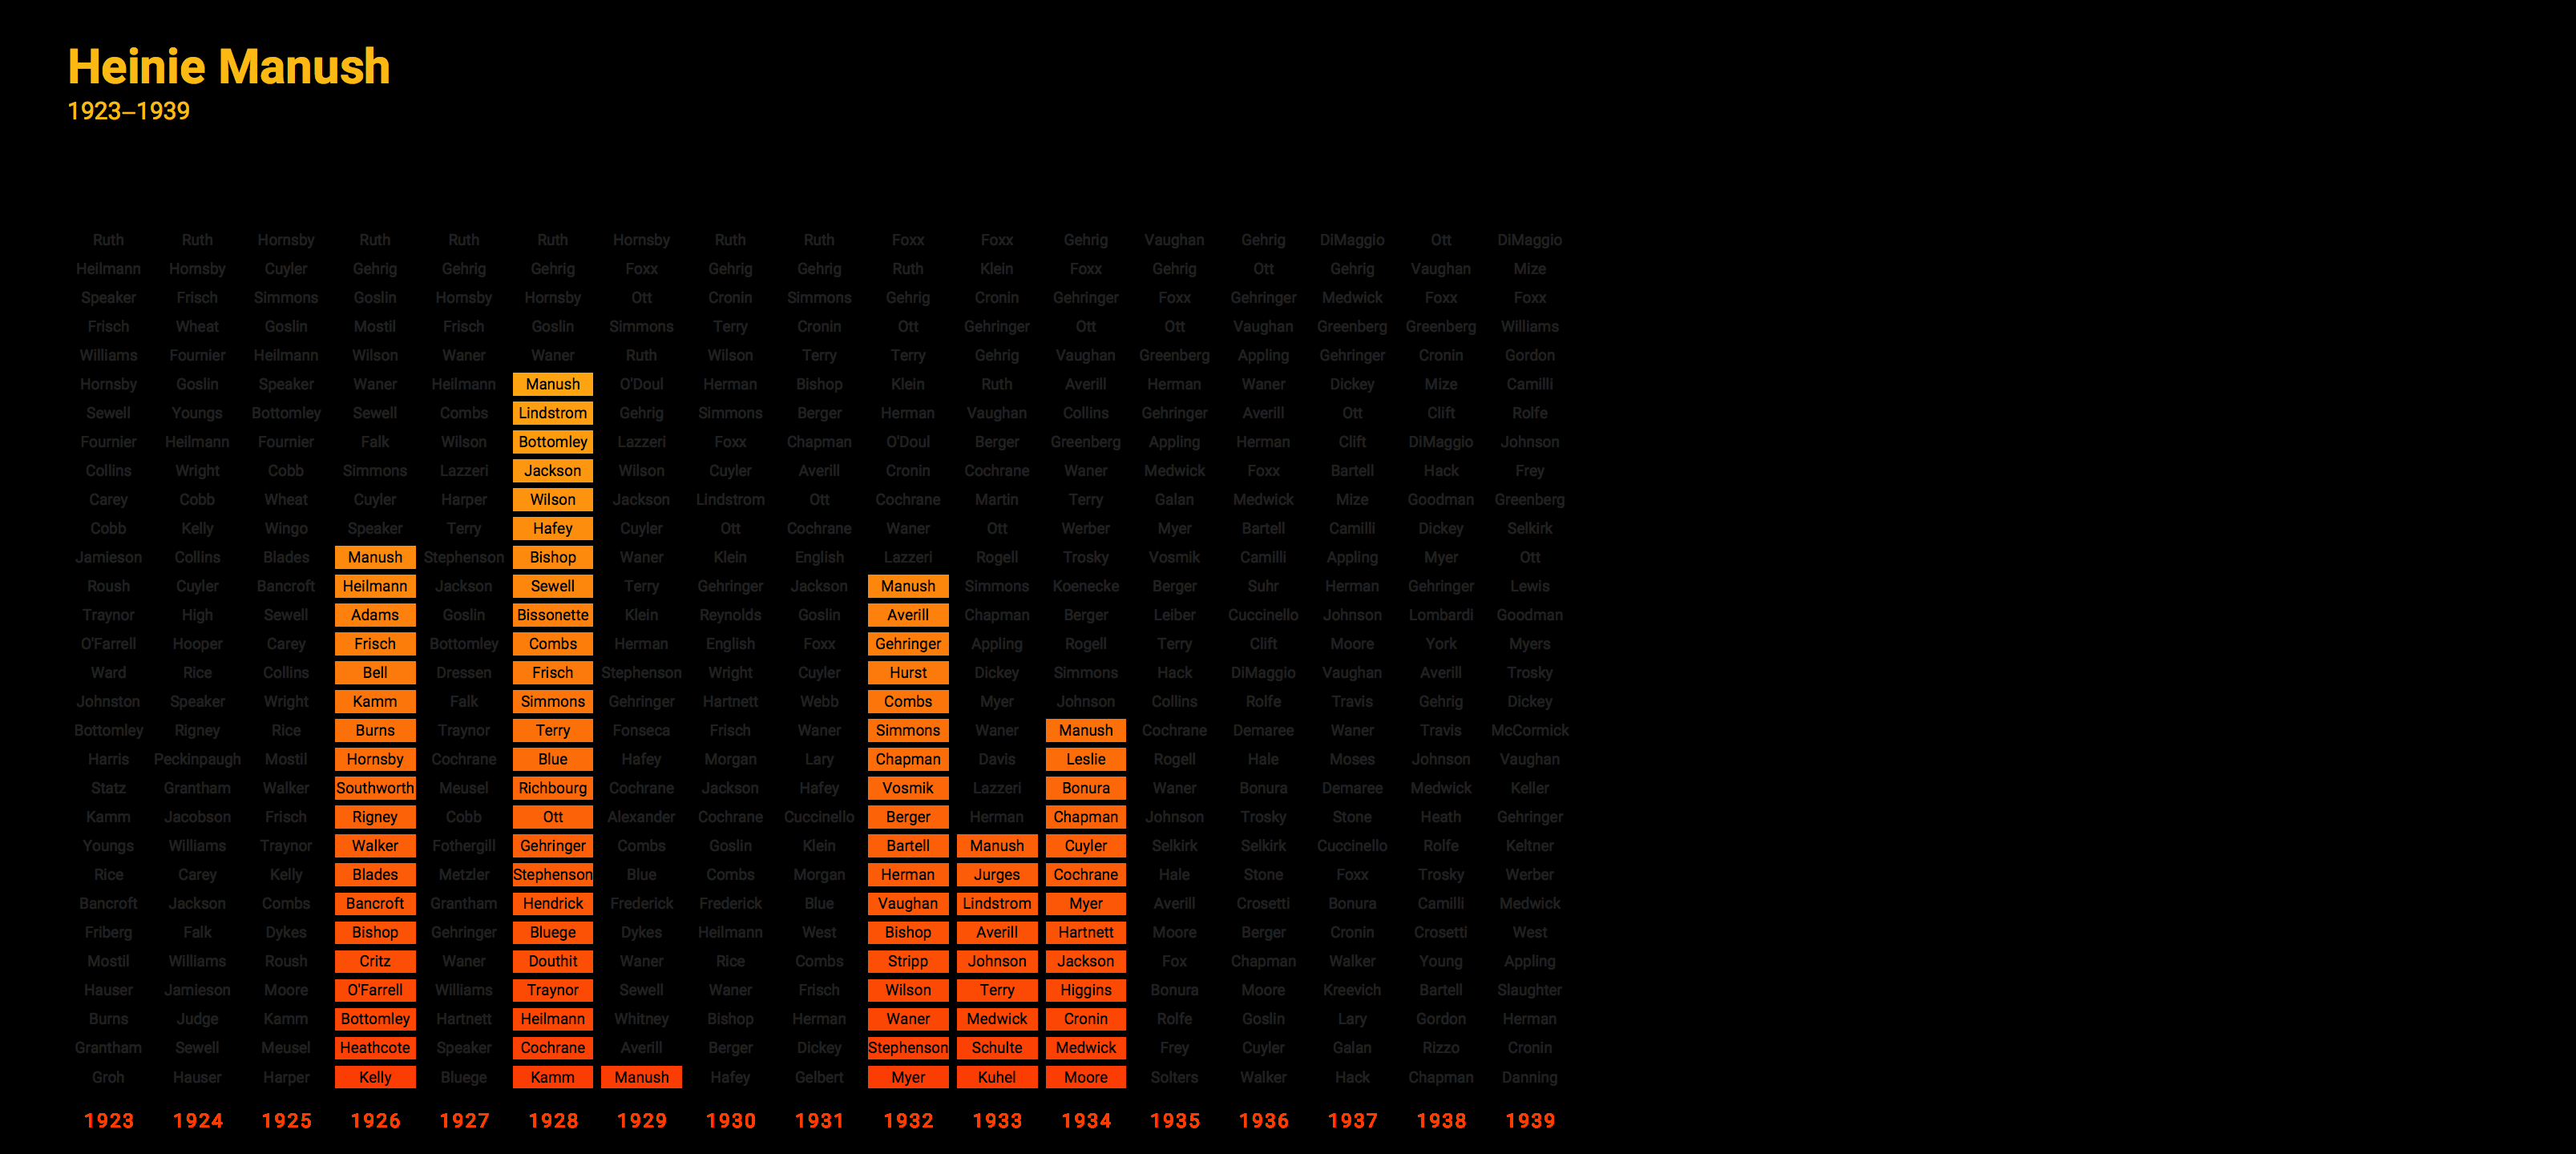 Heinie Manush
1923–1939
Ruth Ruth Hornsby Ruth Ruth Ruth Hornsby Ruth Ruth Foxx Foxx Gehrig Vaughan Gehrig DiMaggio Ott DiMaggio
Heilmann Hornsby Cuyler Gehrig Gehrig Gehrig Foxx Gehrig Gehrig Ruth Klein Foxx Gehrig Ott Gehrig Vaughan Mize
Speaker Frisch Simmons Goslin Hornsby Hornsby Ott Cronin Simmons Gehrig Cronin Gehringer Foxx Gehringer Medwick Foxx Foxx
Frisch Wheat Goslin Mostil Frisch Goslin Simmons Terry Cronin Ott Gehringer Ott Ott Vaughan Greenberg Greenberg Williams
Williams Fournier Heilmann Wilson Waner Waner Ruth Wilson Terry Terry Gehrig Vaughan Greenberg Appling Gehringer Cronin Gordon
Hornsby Goslin Speaker Waner Heilmann Manush O'Doul Herman Bishop Klein Ruth Averill Herman Waner Dickey Mize Camilli
Sewell Youngs Bottomley Sewell Combs Lindstrom Gehrig Simmons Berger Herman Vaughan Collins Gehringer Averill Ott Clift Rolfe
Fournier Heilmann Fournier Falk Wilson Bottomley Lazzeri Foxx Chapman O'Doul Berger Greenberg Appling Herman Clift DiMaggio Johnson
Collins Wright Cobb Simmons Lazzeri Jackson Wilson Cuyler Averill Cronin Cochrane Waner Medwick Foxx Bartell Hack Frey
Carey Cobb Wheat Cuyler Harper Wilson Jackson Lindstrom Ott Cochrane Martin Terry Galan Medwick Mize Goodman Greenberg
Cobb Kelly Wingo Speaker Terry Hafey Cuyler Ott Cochrane Waner Ott Werber Myer Bartell Camilli Dickey Selkirk
Jamieson Collins Blades Manush Stephenson Bishop Waner Klein English Lazzeri Rogell Trosky Vosmik Camilli Appling Myer Ott
Roush Cuyler Bancroft Heilmann Jackson Sewell Terry Gehringer Jackson Manush Simmons Koenecke Berger Suhr Herman Gehringer Lewis
Traynor High Sewell Adams Goslin Bissonette Klein Reynolds Goslin Averill Chapman Berger Leiber Cuccinello Johnson Lombardi Goodman
O'Farrell Hooper Carey Frisch Bottomley Combs Herman English Foxx Gehringer Appling Rogell Terry Clift Moore York Myers
Ward Rice Collins Bell Dressen Frisch Stephenson Wright Cuyler Hurst Dickey Simmons Hack DiMaggio Vaughan Averill Trosky
Johnston Speaker Wright Kamm Falk Simmons Gehringer Hartnett Webb Combs Myer Johnson Collins Rolfe Travis Gehrig Dickey
Bottomley Rigney Rice Burns Traynor Terry Fonseca Frisch Waner Simmons Waner Manush Cochrane Demaree Waner Travis McCormick
Harris Peckinpaugh Mostil Hornsby Cochrane Blue Hafey Morgan Lary Chapman Davis Leslie Rogell Hale Moses Johnson Vaughan
Statz Grantham Walker Southworth Meusel Richbourg Cochrane Jackson Hafey Vosmik Lazzeri Bonura Waner Bonura Demaree Medwick Keller
Kamm Jacobson Frisch Rigney Cobb Ott Alexander Cochrane Cuccinello Berger Herman Chapman Johnson Trosky Stone Heath Gehringer
Youngs Williams Traynor Walker Fothergill Gehringer Combs Goslin Klein Bartell Manush Cuyler Selkirk Selkirk Cuccinello Rolfe Keltner
Rice Carey Kelly Blades Metzler Stephenson Blue Combs Morgan Herman Jurges Cochrane Hale Stone Foxx Trosky Werber
Bancroft Jackson Combs Bancroft Grantham Hendrick Frederick Frederick Blue Vaughan Lindstrom Myer Averill Crosetti Bonura Camilli Medwick
Friberg Falk Dykes Bishop Gehringer Bluege Dykes Heilmann West Bishop Averill Hartnett Moore Berger Cronin Crosetti West
Mostil Williams Roush Critz Waner Douthit Waner Rice Combs Stripp Johnson Jackson Fox Chapman Walker Young Appling
Hauser Jamieson Moore O'Farrell Williams Traynor Sewell Waner Frisch Wilson Terry Higgins Bonura Moore Kreevich Bartell Slaughter
Burns Judge Kamm Bottomley Hartnett Heilmann Whitney Bishop Herman Waner Medwick Cronin Rolfe Goslin Lary Gordon Herman
Grantham Sewell Meusel Heathcote Speaker Cochrane Averill Berger Dickey Stephenson Schulte Medwick Frey Cuyler Galan Rizzo Cronin
Groh Hauser Harper Kelly Bluege Kamm Manush Hafey Gelbert Myer Kuhel Moore Solters Walker Hack Chapman Danning
1923 1924 1925 1926 1927 1928 1929 1930 1931 1932 1933 1934 1935 1936 1937 1938 1939